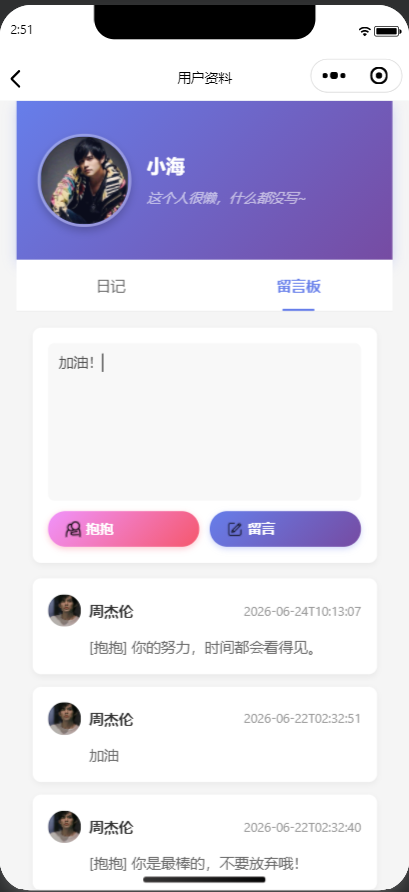 2:51
用户资料
小海
这个人很懒，什么都没写~
日记
留言板
加油！
抱抱
留言
周杰伦
2026-06-24T10:13:07
[抱抱] 你的努力，时间都会看得见。
周杰伦
2026-06-22T02:32:51
加油
周杰伦
2026-06-22T02:32:40
[抱抱] 你是最棒的，不要放弃哦！